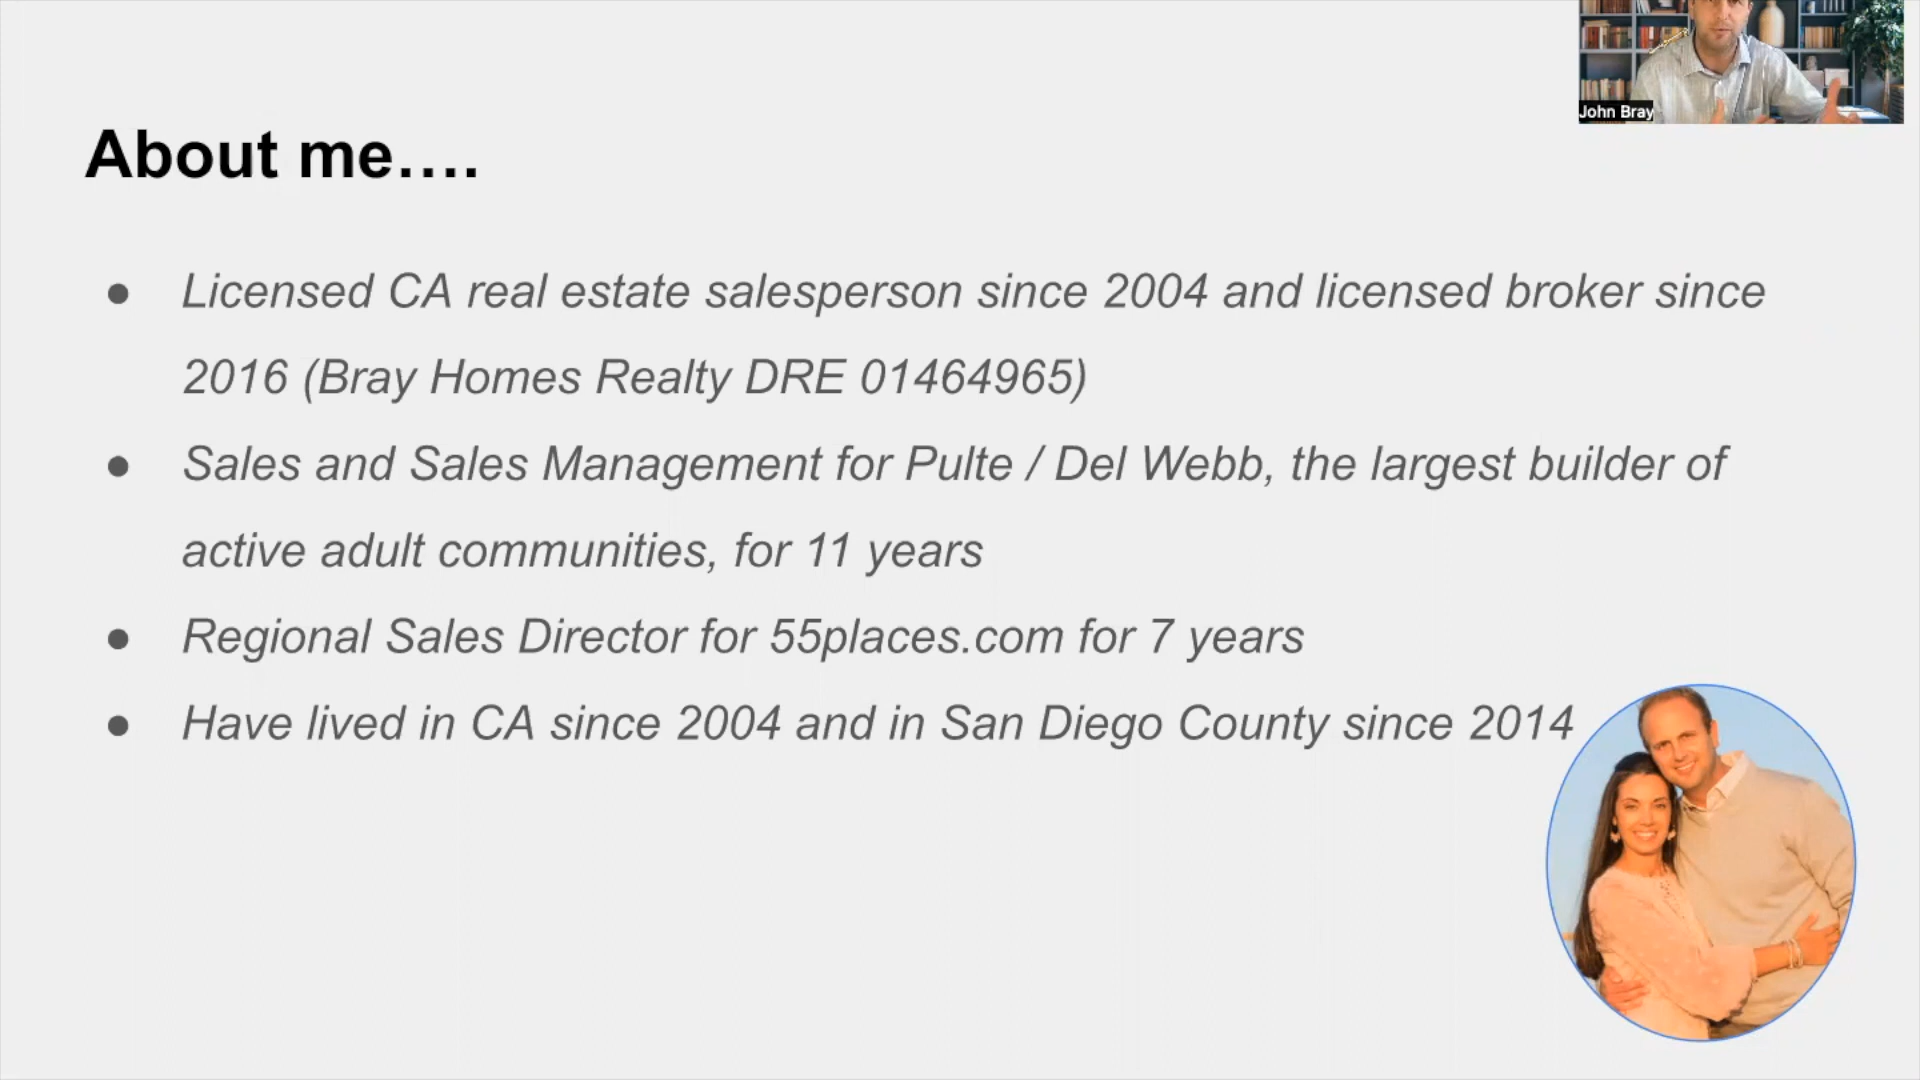 John Bray
About me....
● Licensed CA real estate salesperson since 2004 and licensed broker since
2016 (Bray Homes Realty DRE 01464965)
● Sales and Sales Management for Pulte / Del Webb, the largest builder of
active adult communities, for 11 years
● Regional Sales Director for 55places.com for 7 years
● Have lived in CA since 2004 and in San Diego County since 2014